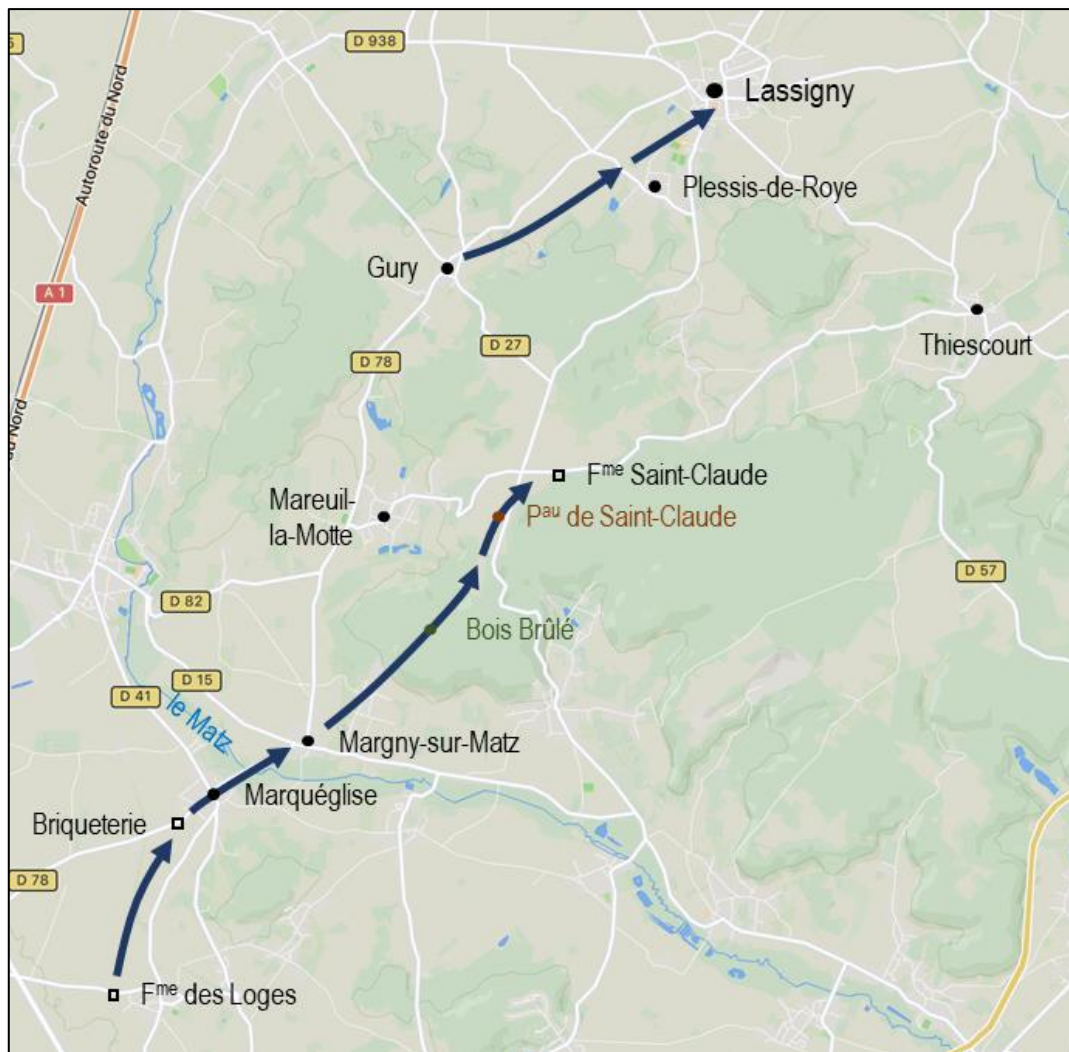 5
D 938
Autoroute du Nord
Lassigny
Plessis-de-Roye
Gury
A 1
Thiescourt
D 27
D 78
du Nord
Fᵐᵉ Saint-Claude
Mareuil-
la-Motte
Pᵃᵘ de Saint-Claude
D 57
D 82
Bois Brûlé
D 15
D 41
le Matz
Margny-sur-Matz
Marquéglise
Briqueterie
D 78
Fᵐᵉ des Loges